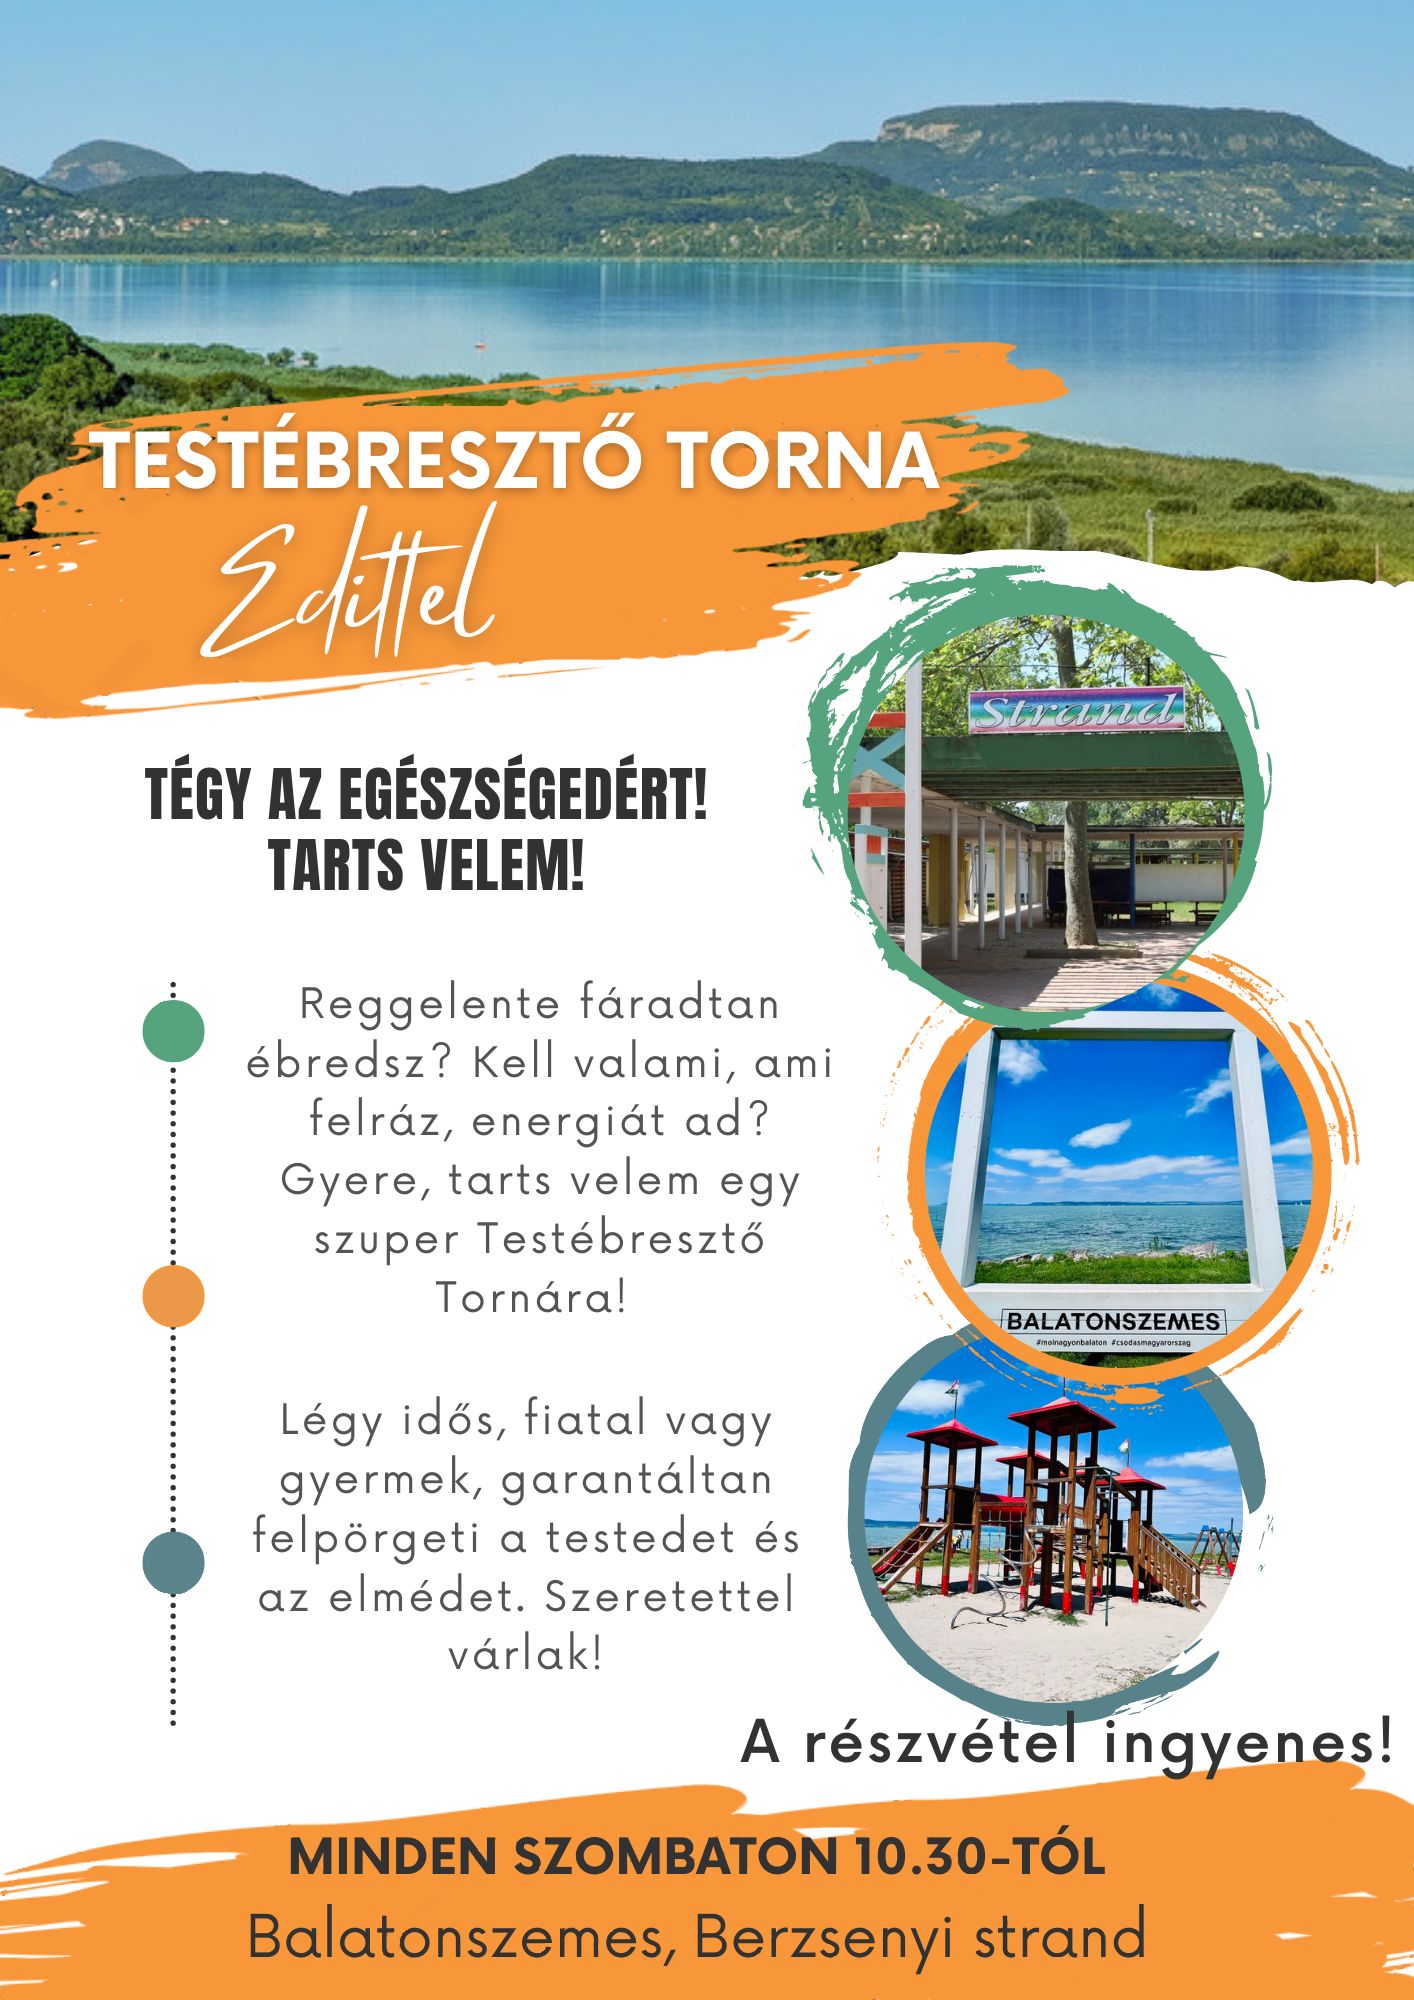 TESTÉBRESZTŐ TORNA
Edittel
Strand
TÉGY AZ EGÉSZSÉGEDÉRT!
TARTS VELEM!
Reggelente fáradtan
ébredsz? Kell valami, ami
felráz, energiát ad?
Gyere, tarts velem egy
szuper Testébresztő
Tornára!
BALATONSZEMES
#molnagyonbalaton #csodasmagyarorszag
Légy idős, fiatal vagy
gyermek, garantáltan
felpörgeti a testedet és
az elmédet. Szeretettel
várlak!
A részvétel ingyenes!
MINDEN SZOMBATON 10.30-TÓL
Balatonszemes, Berzsenyi strand